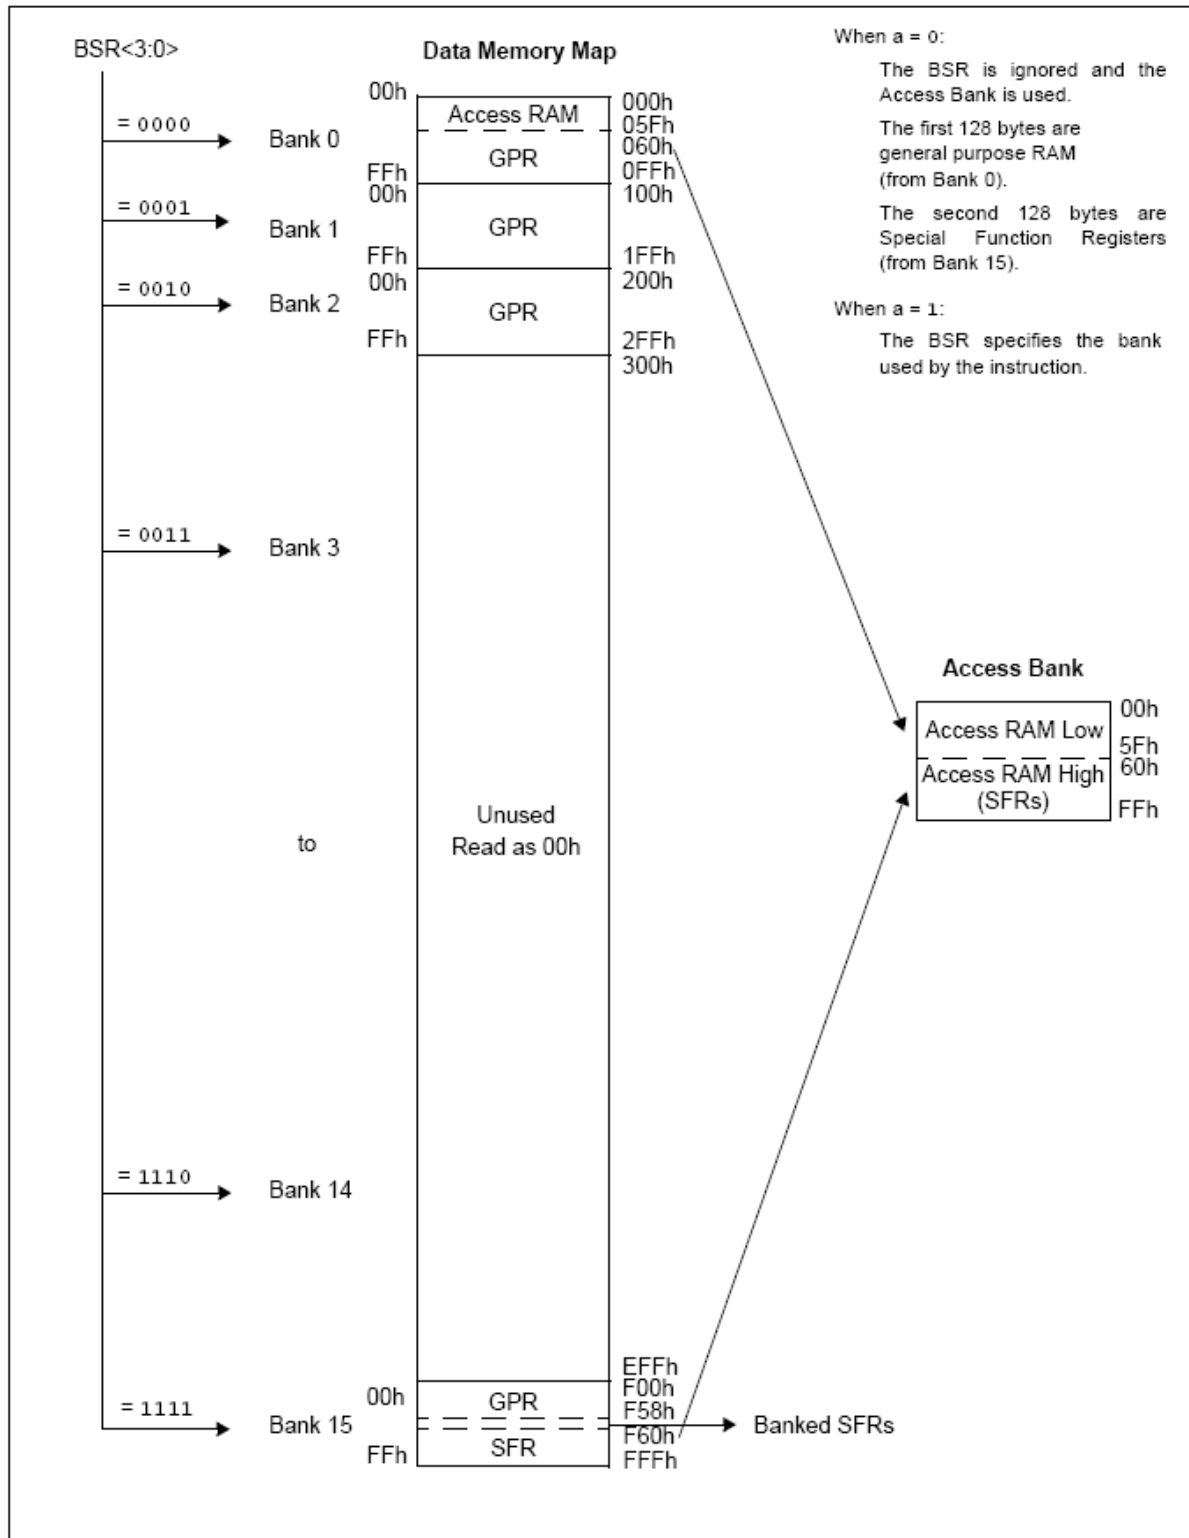 BSR<3:0>
Data Memory Map
When a = 0:
The BSR is ignored and the
Access Bank is used.
The first 128 bytes are
general purpose RAM
(from Bank 0).
The second 128 bytes are
Special Function Registers
(from Bank 15).
When a = 1:
The BSR specifies the bank
used by the instruction.
= 0000
Bank 0
00h
FFh
Access RAM
GPR
000h
05Fh
060h
0FFh
= 0001
Bank 1
00h
FFh
GPR
100h
1FFh
= 0010
Bank 2
00h
FFh
GPR
200h
2FFh
300h
= 0011
Bank 3
to
Unused
Read as 00h
Access Bank
Access RAM Low
Access RAM High
(SFRs)
00h
5Fh
60h
FFh
= 1110
Bank 14
= 1111
Bank 15
00h
FFh
GPR
SFR
EFFh
F00h
F58h
F60h
FFFh
Banked SFRs